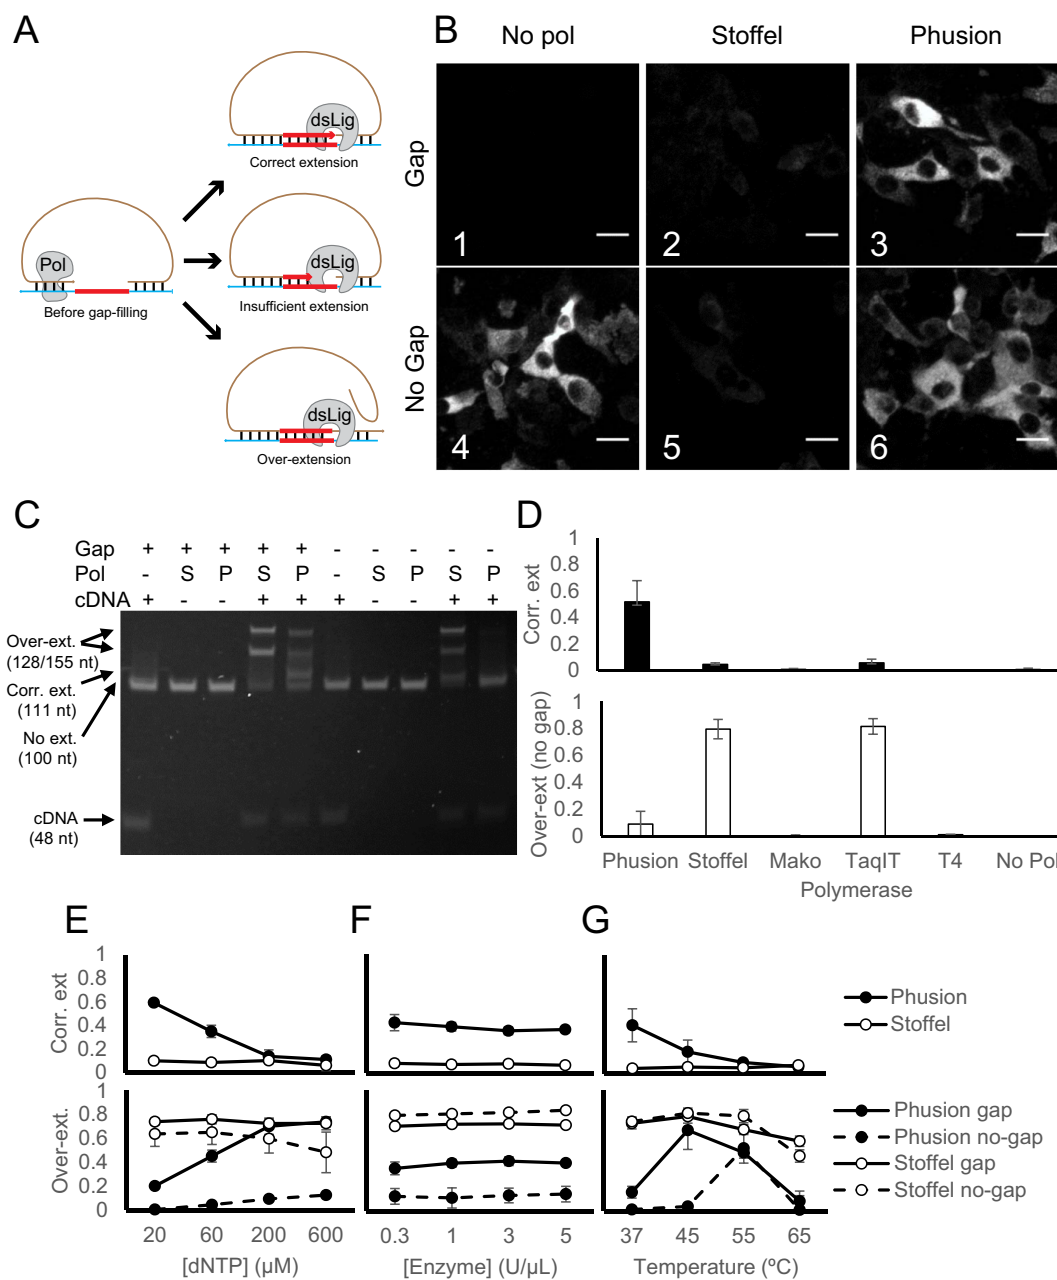 A
dsLig
Correct extension
Pol
Before gap-filling
dsLig
Insufficient extension
dsLig
Over-extension
B
No pol
Stoffel
Phusion
Gap
1
2
3
No Gap
4
5
6
C
Gap + + + + + - - - - -
Pol - S P S P - S P S P
cDNA + - - + + + - - + +
Over-ext.
(128/155 nt)
Corr. ext.
(111 nt)
No ext.
(100 nt)
cDNA
(48 nt)
D
Corr. ext
1
0.8
0.6
0.4
0.2
0
Over-ext (no gap)
1
0.8
0.6
0.4
0.2
0
Phusion Stoffel Mako TaqIT T4 No Pol
Polymerase
E
Corr. ext
1
0.8
0.6
0.4
0.2
0
Over-ext.
1
0.8
0.6
0.4
0.2
0
20 60 200 600
[dNTP] (µM)
F
0.3 1 3 5
[Enzyme] (U/µL)
G
37 45 55 65
Temperature (ºC)
Phusion
Stoffel
Phusion gap
Phusion no-gap
Stoffel gap
Stoffel no-gap